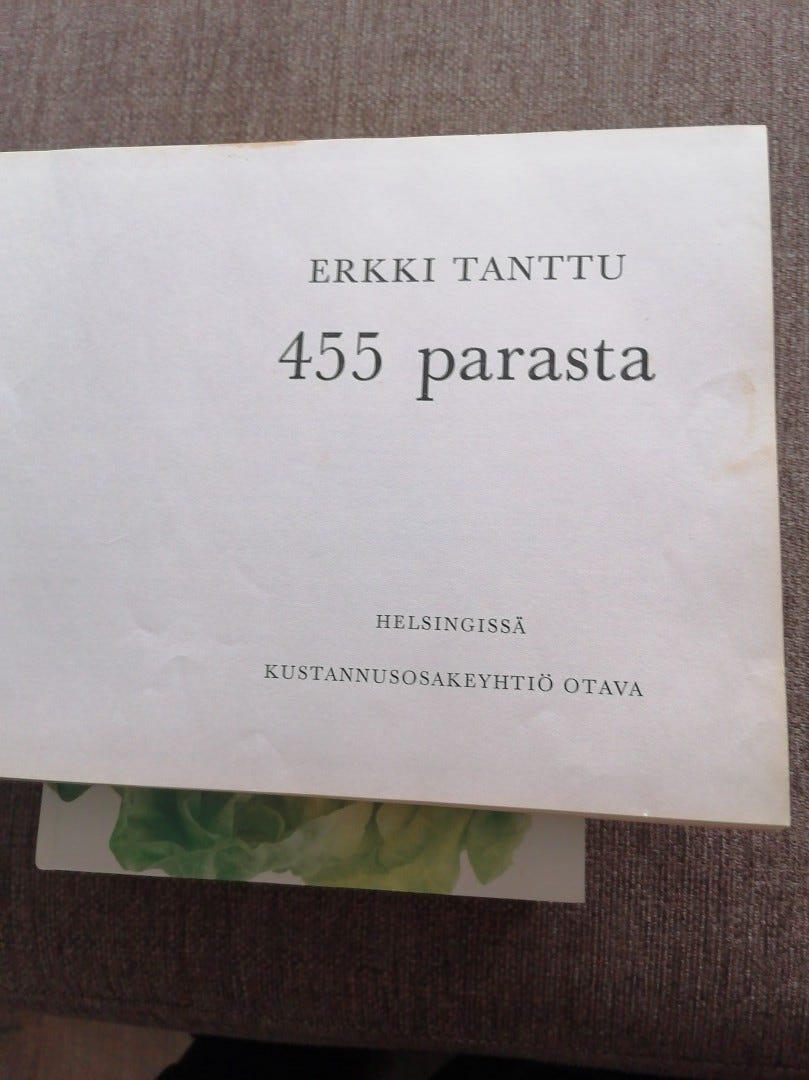 ERKKI TANTTU
455 parasta
HELSINGISSÄ
KUSTANNUSOSAKEYHTIÖ OTAVA